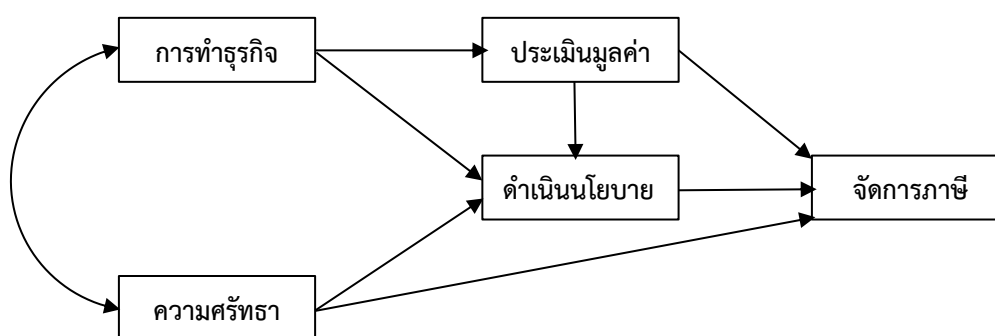 การทำธุรกิจ
ประเมินมูลค่า
ดำเนินนโยบาย
จัดการภาษี
ความศรัทธา